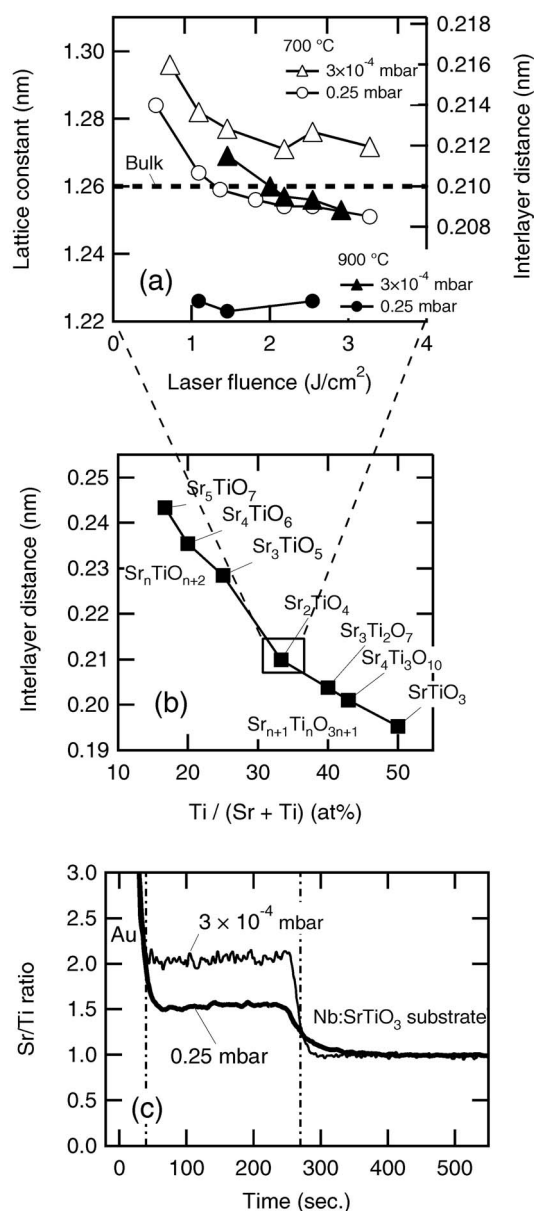 1.30
1.28
1.26
1.24
1.22
Lattice constant (nm)
0.218
0.216
0.214
0.212
0.210
0.208
Interlayer distance (nm)
700 °C
3×10⁻⁴ mbar
0.25 mbar
Bulk
900 °C
3×10⁻⁴ mbar
0.25 mbar
(a)
0 1 2 3 4
Laser fluence (J/cm²)
0.25
0.24
0.23
0.22
0.21
0.20
0.19
Interlayer distance (nm)
Sr₅TiO₇
Sr₄TiO₆
Sr₃TiO₅
SrₙTiOₙ₊₂
Sr₂TiO₄
Sr₃Ti₂O₇
Sr₄Ti₃O₁₀
SrTiO₃
Srₙ₊₁TiₙO₃ₙ₊₁
(b)
10 20 30 40 50
Ti / (Sr + Ti) (at%)
3.0
2.5
2.0
1.5
1.0
0.5
0.0
Sr/Ti ratio
Au
3 × 10⁻⁴ mbar
Nb:SrTiO₃ substrate
0.25 mbar
(c)
0 100 200 300 400 500
Time (sec.)